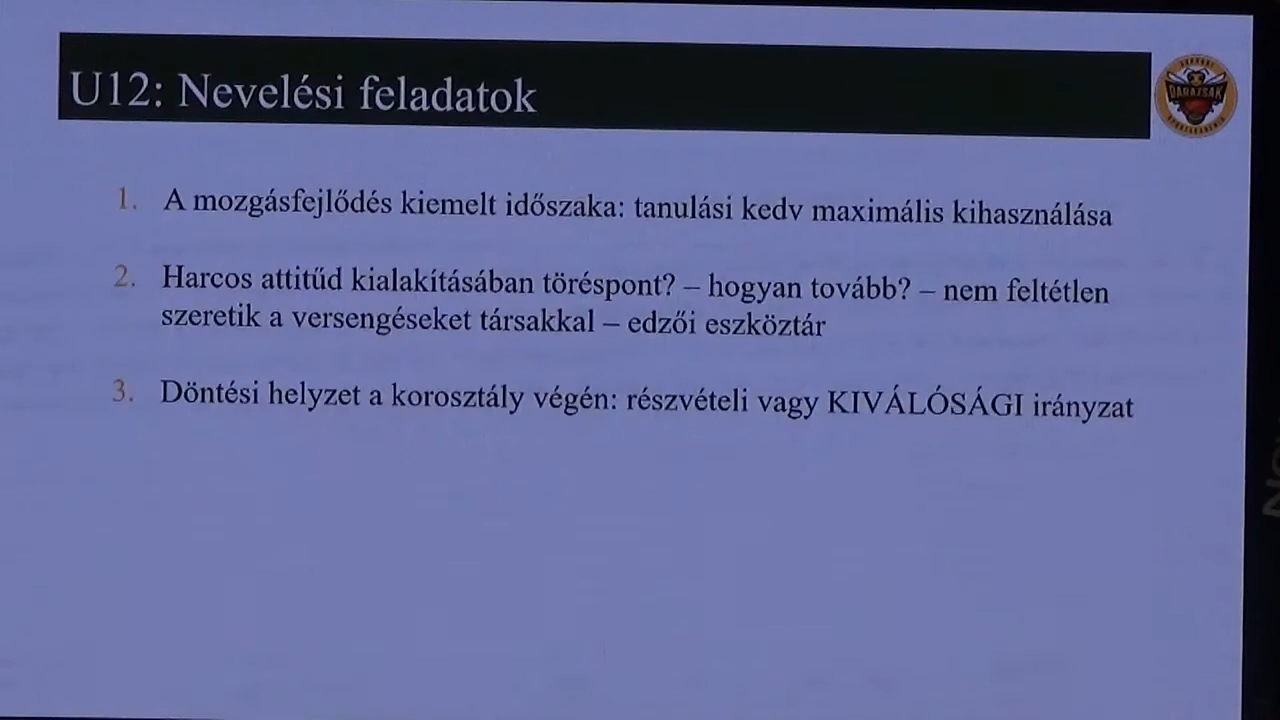 U12: Nevelési feladatok
DARAZSAK
1. A mozgásfejlődés kiemelt időszaka: tanulási kedv maximális kihasználása
2. Harcos attitűd kialakításában töréspont? – hogyan tovább? – nem feltétlen
szeretik a versengéseket társakkal – edzői eszköztár
3. Döntési helyzet a korosztály végén: részvételi vagy KIVÁLÓSÁGI irányzat